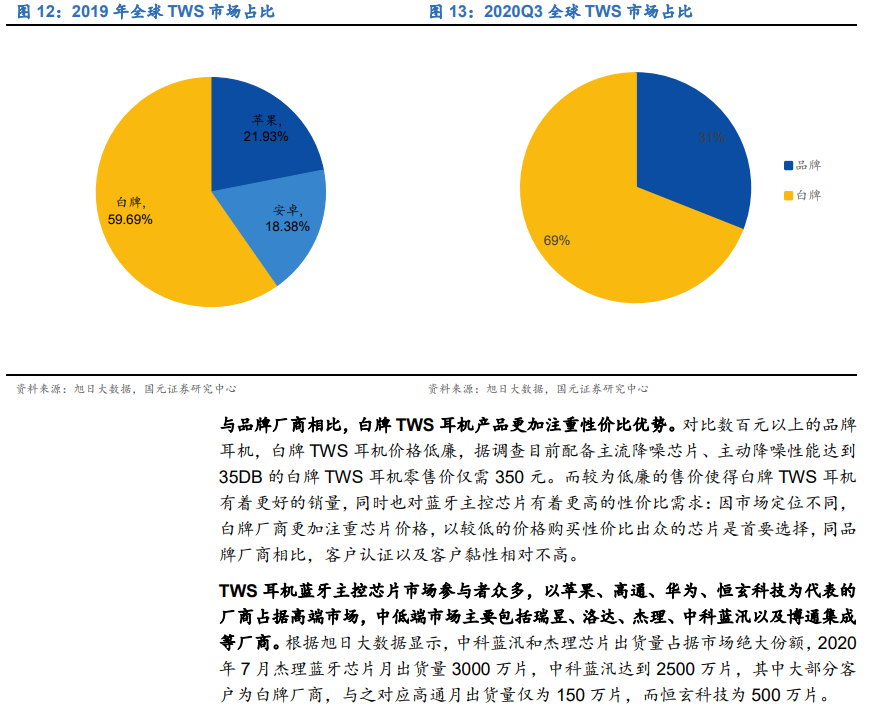 图 12：2019 年全球 TWS 市场占比
苹果,
21.93%
安卓,
18.38%
白牌,
59.69%
资料来源：旭日大数据，国元证券研究中心
图 13：2020Q3 全球 TWS 市场占比
31%
69%
品牌
白牌
资料来源：旭日大数据，国元证券研究中心
与品牌厂商相比，白牌 TWS 耳机产品更加注重性价比优势。对比数百元以上的品牌
耳机，白牌 TWS 耳机价格低廉，据调查目前配备主流降噪芯片、主动降噪性能达到
35DB 的白牌 TWS 耳机零售价仅需 350 元。而较为低廉的售价使得白牌 TWS 耳机
有着更好的销量，同时也对蓝牙主控芯片有着更高的性价比需求：因市场定位不同，
白牌厂商更加注重芯片价格，以较低的价格购买性价比出众的芯片是首要选择，同品
牌厂商相比，客户认证以及客户黏性相对不高。
TWS 耳机蓝牙主控芯片市场参与者众多，以苹果、高通、华为、恒玄科技为代表的
厂商占据高端市场，中低端市场主要包括瑞昱、洛达、杰理、中科蓝汛以及博通集成
等厂商。根据旭日大数据显示，中科蓝汛和杰理芯片出货量占据市场绝大份额，2020
年 7 月杰理蓝牙芯片月出货量 3000 万片，中科蓝汛达到 2500 万片，其中大部分客
户为白牌厂商，与之对应高通月出货量仅为 150 万片，而恒玄科技为 500 万片。